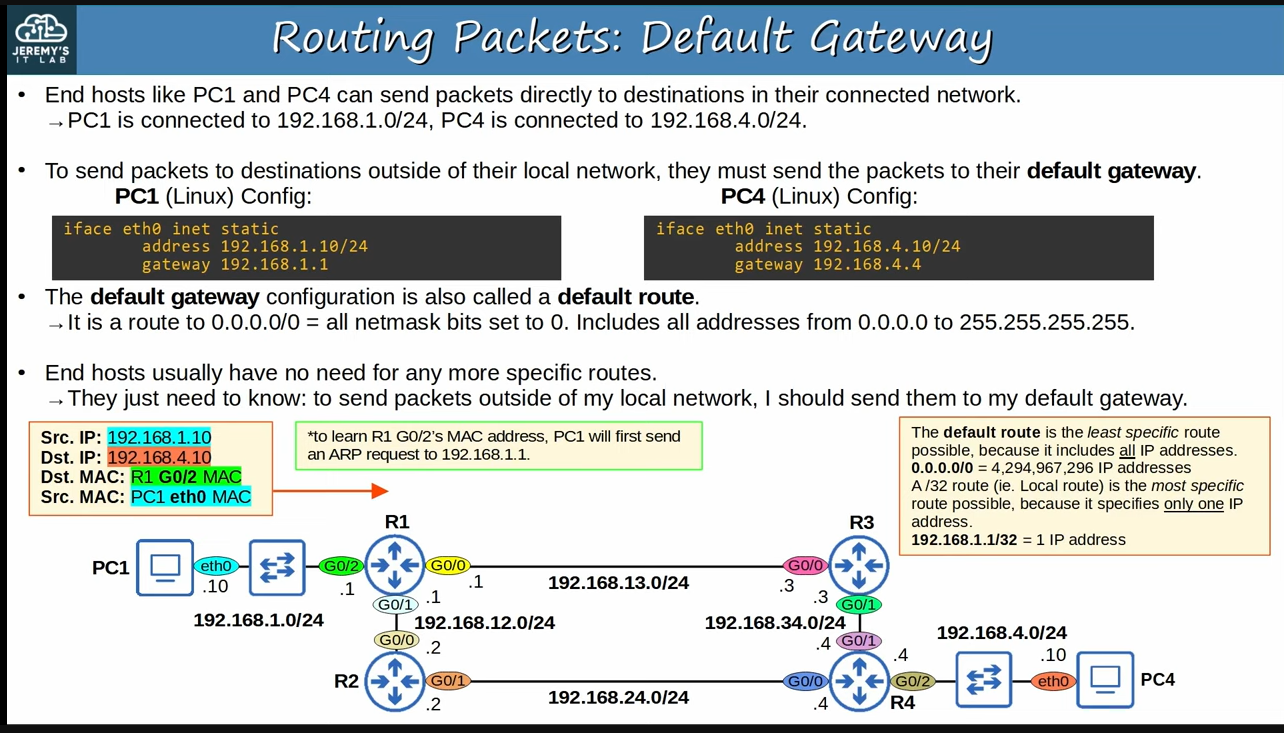 JEREMY'S
IT LAB
Routing Packets: Default Gateway
• End hosts like PC1 and PC4 can send packets directly to destinations in their connected network.
→PC1 is connected to 192.168.1.0/24, PC4 is connected to 192.168.4.0/24.
• To send packets to destinations outside of their local network, they must send the packets to their default gateway.
PC1 (Linux) Config:
iface eth0 inet static
address 192.168.1.10/24
gateway 192.168.1.1
PC4 (Linux) Config:
iface eth0 inet static
address 192.168.4.10/24
gateway 192.168.4.4
• The default gateway configuration is also called a default route.
→It is a route to 0.0.0.0/0 = all netmask bits set to 0. Includes all addresses from 0.0.0.0 to 255.255.255.255.
• End hosts usually have no need for any more specific routes.
→They just need to know: to send packets outside of my local network, I should send them to my default gateway.
Src. IP: 192.168.1.10
Dst. IP: 192.168.4.10
Dst. MAC: R1 G0/2 MAC
Src. MAC: PC1 eth0 MAC
*to learn R1 G0/2's MAC address, PC1 will first send
an ARP request to 192.168.1.1.
The default route is the least specific route
possible, because it includes all IP addresses.
0.0.0.0/0 = 4,294,967,296 IP addresses
A /32 route (ie. Local route) is the most specific
route possible, because it specifies only one IP
address.
192.168.1.1/32 = 1 IP address
R1
R3
PC1
eth0
G0/2
G0/0
G0/0
.10
.1
.1
192.168.13.0/24
.3
.1
.3
G0/1
G0/1
192.168.1.0/24
192.168.12.0/24
192.168.34.0/24
192.168.4.0/24
G0/0
.2
.4
G0/1
.4
.10
R2
G0/1
G0/0
G0/2
eth0
PC4
.2
192.168.24.0/24
.4
R4